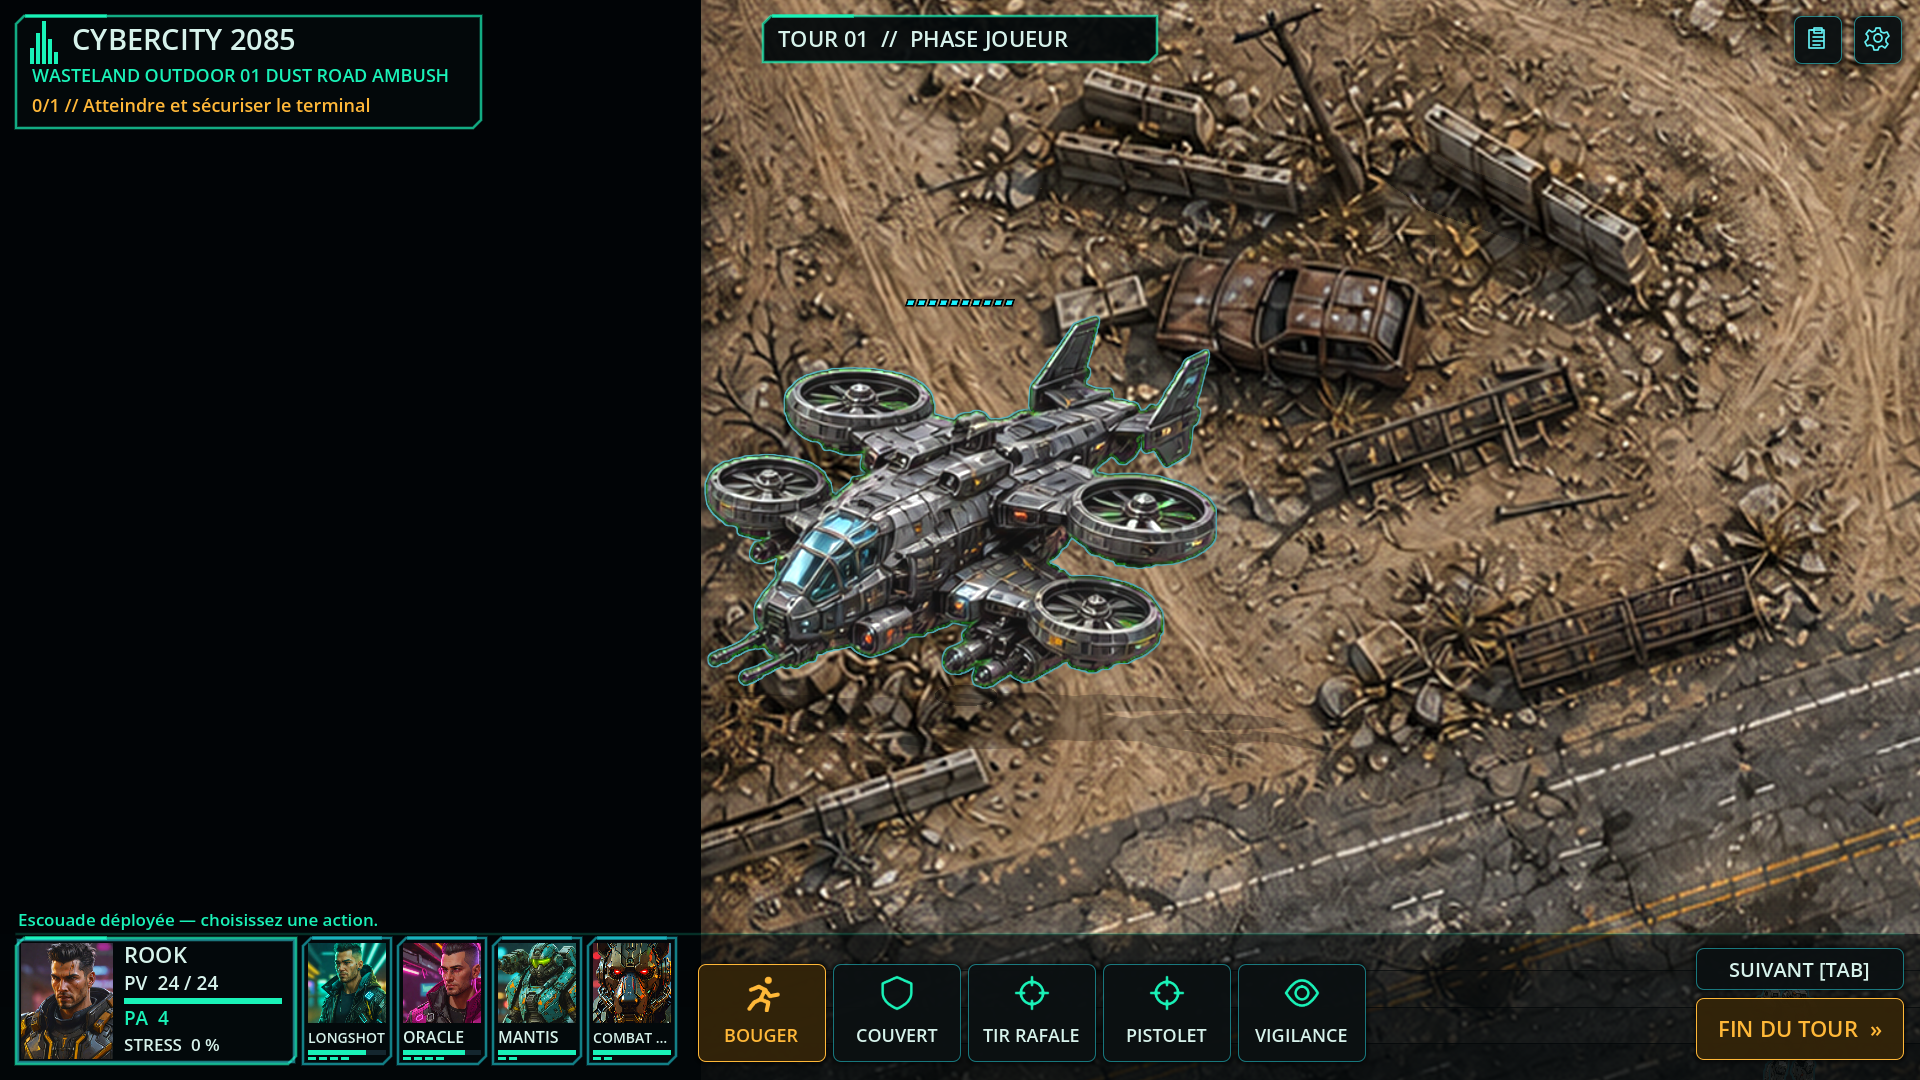 CYBERCITY 2085
WASTELAND OUTDOOR 01 DUST ROAD AMBUSH
0/1 // Atteindre et sécuriser le terminal
TOUR 01 // PHASE JOUEUR
Escouade déployée — choisissez une action.
ROOK
PV 24 / 24
PA 4
STRESS 0 %
LONGSHOT
ORACLE
MANTIS
COMBAT ...
BOUGER
COUVERT
TIR RAFALE
PISTOLET
VIGILANCE
SUIVANT [TAB]
FIN DU TOUR »